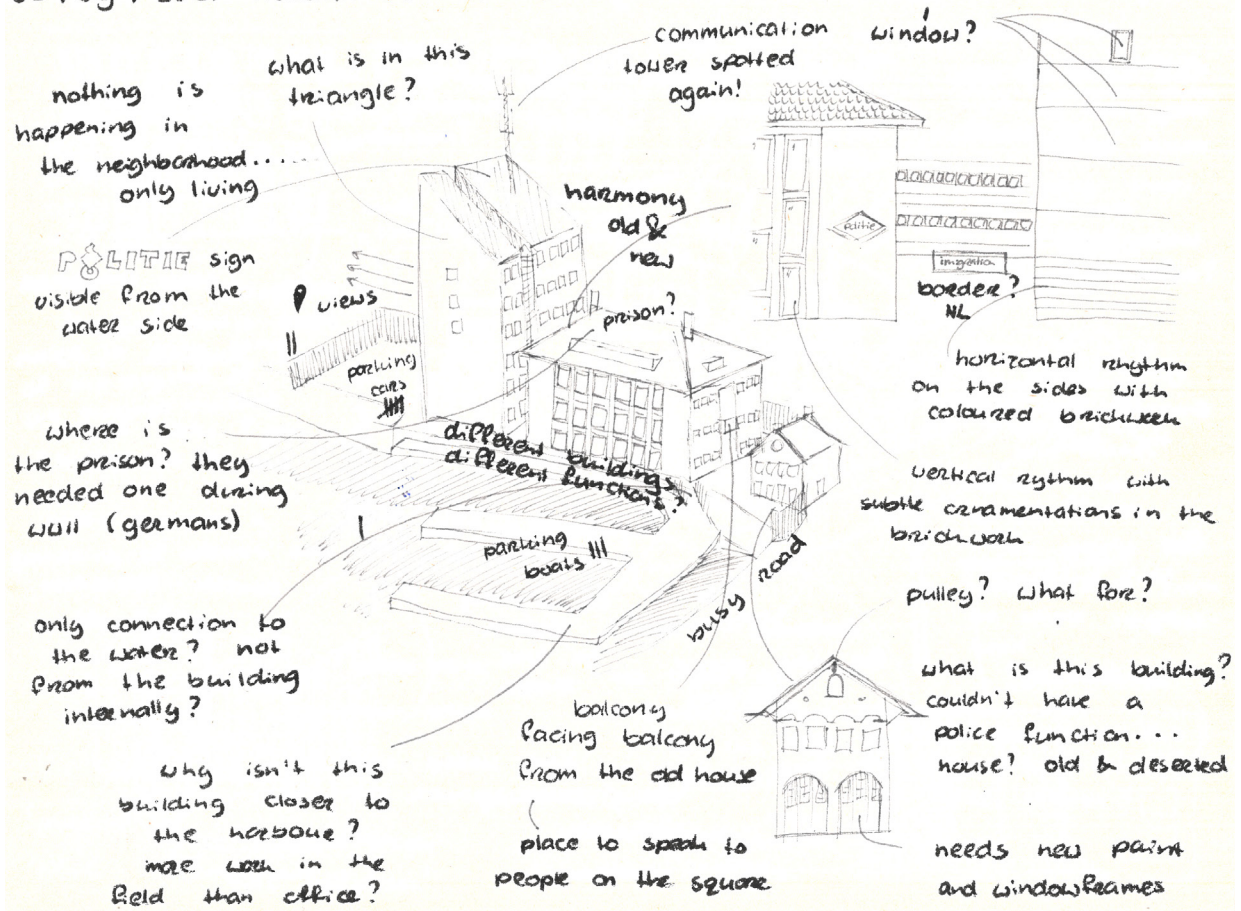 what is in this
triangle?
communication
tower spotted
again!
window?
nothing is
happening in
the neighborhood.....
only living
POLITIE sign
visible from the
water side
views
harmony
old &
new
prison?
politie
imigration
border?
NL
parking
cars
horizontal rhythm
on the sides with
coloured brickwork
where is
the prison? they
needed one during
wwII (germans)
different buildings
different functions?
vertical rythm with
subtle ornamentations in the
brickwork
parking
boats
busy road
pulley? what for?
only connection to
the water? not
from the building
internally?
what is this building?
couldn't have a
police function...
house? old & deserted
balcony
facing balcony
from the old house
place to speak to
people on the square
why isn't this
building closer to
the harbour?
more work in the
field than office?
needs new paint
and windowframes